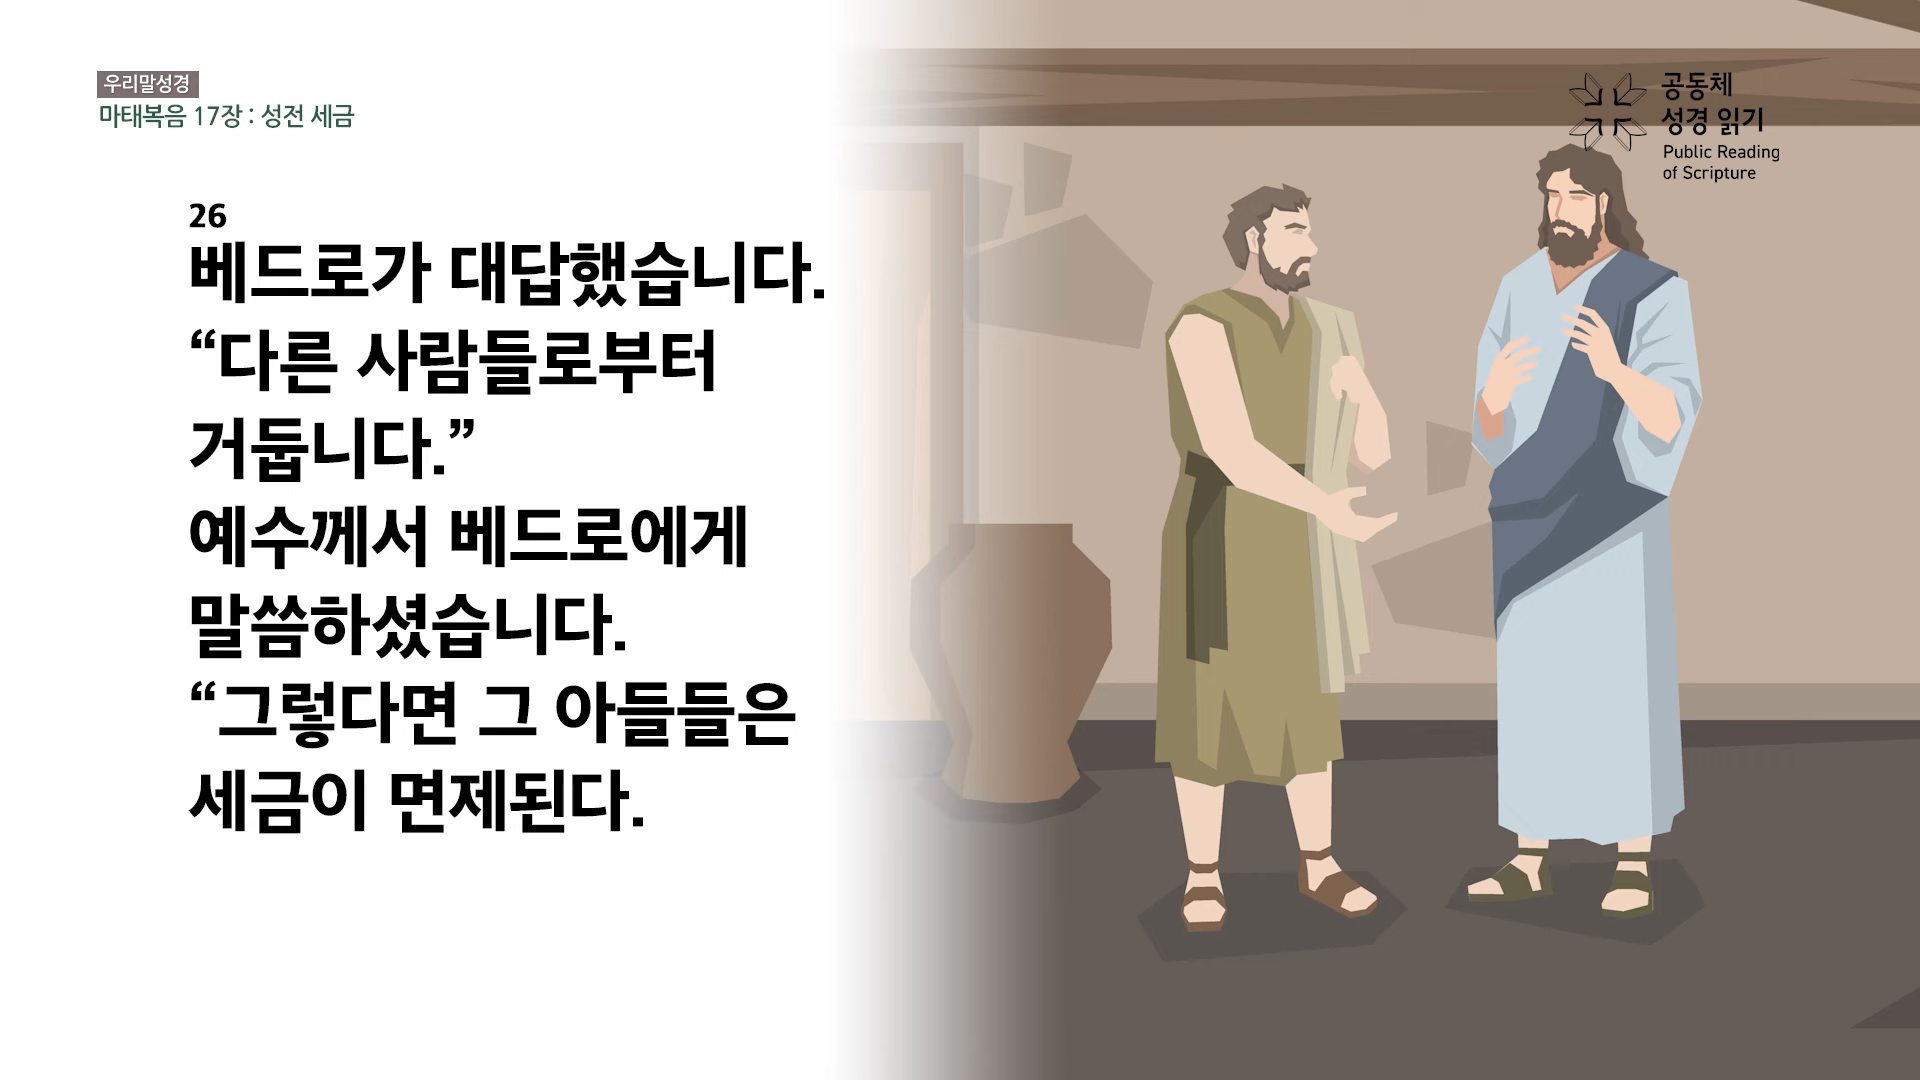 우리말성경
마태복음 17장 : 성전 세금
공동체
성경 읽기
Public Reading
of Scripture
26
베드로가 대답했습니다.
“다른 사람들로부터
거둡니다.”
예수께서 베드로에게
말씀하셨습니다.
“그렇다면 그 아들들은
세금이 면제된다.